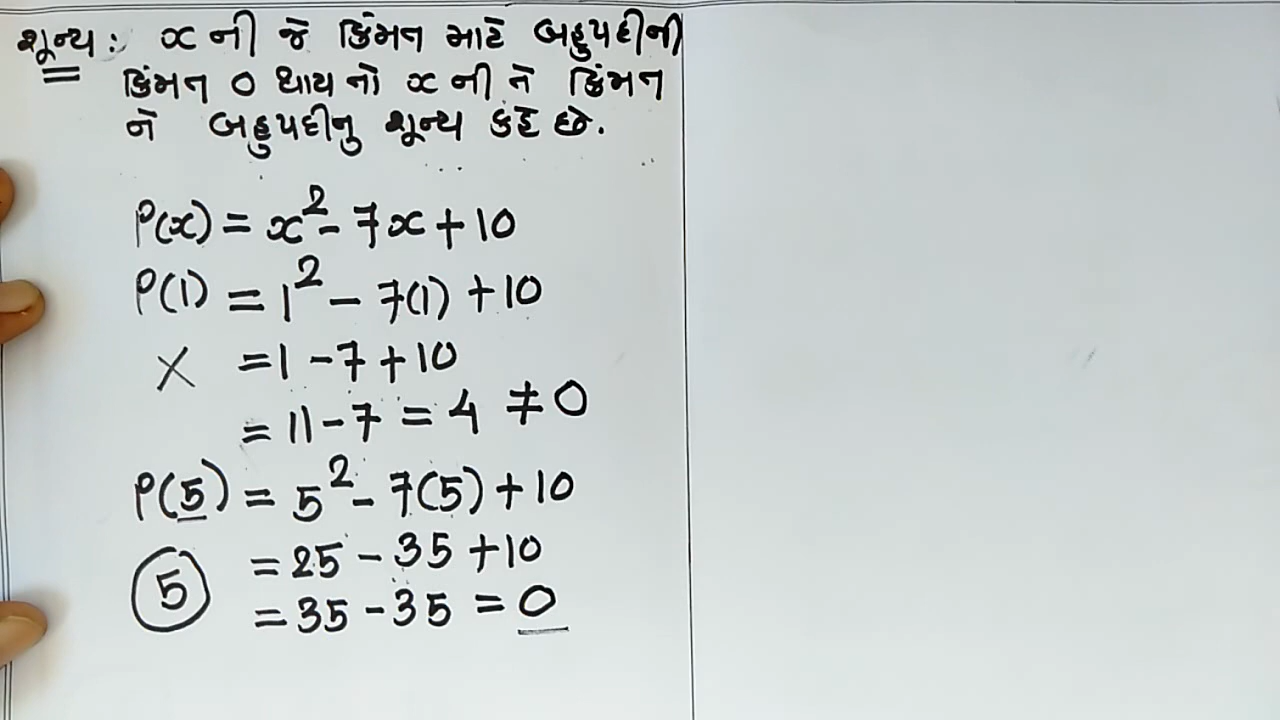 શૂન્ય : x ની જે કિંમત માટે બહુપદીની
કિંમત 0 થાય તો x ની તે કિંમત
ને બહુપદીનુ શૂન્ય કહે છે.
P(x) = x² - 7x + 10
P(1) = 1² - 7(1) + 10
X = 1 - 7 + 10
= 11 - 7 = 4 ≠ 0
P(5) = 5² - 7(5) + 10
= 25 - 35 + 10
5
= 35 - 35 = 0